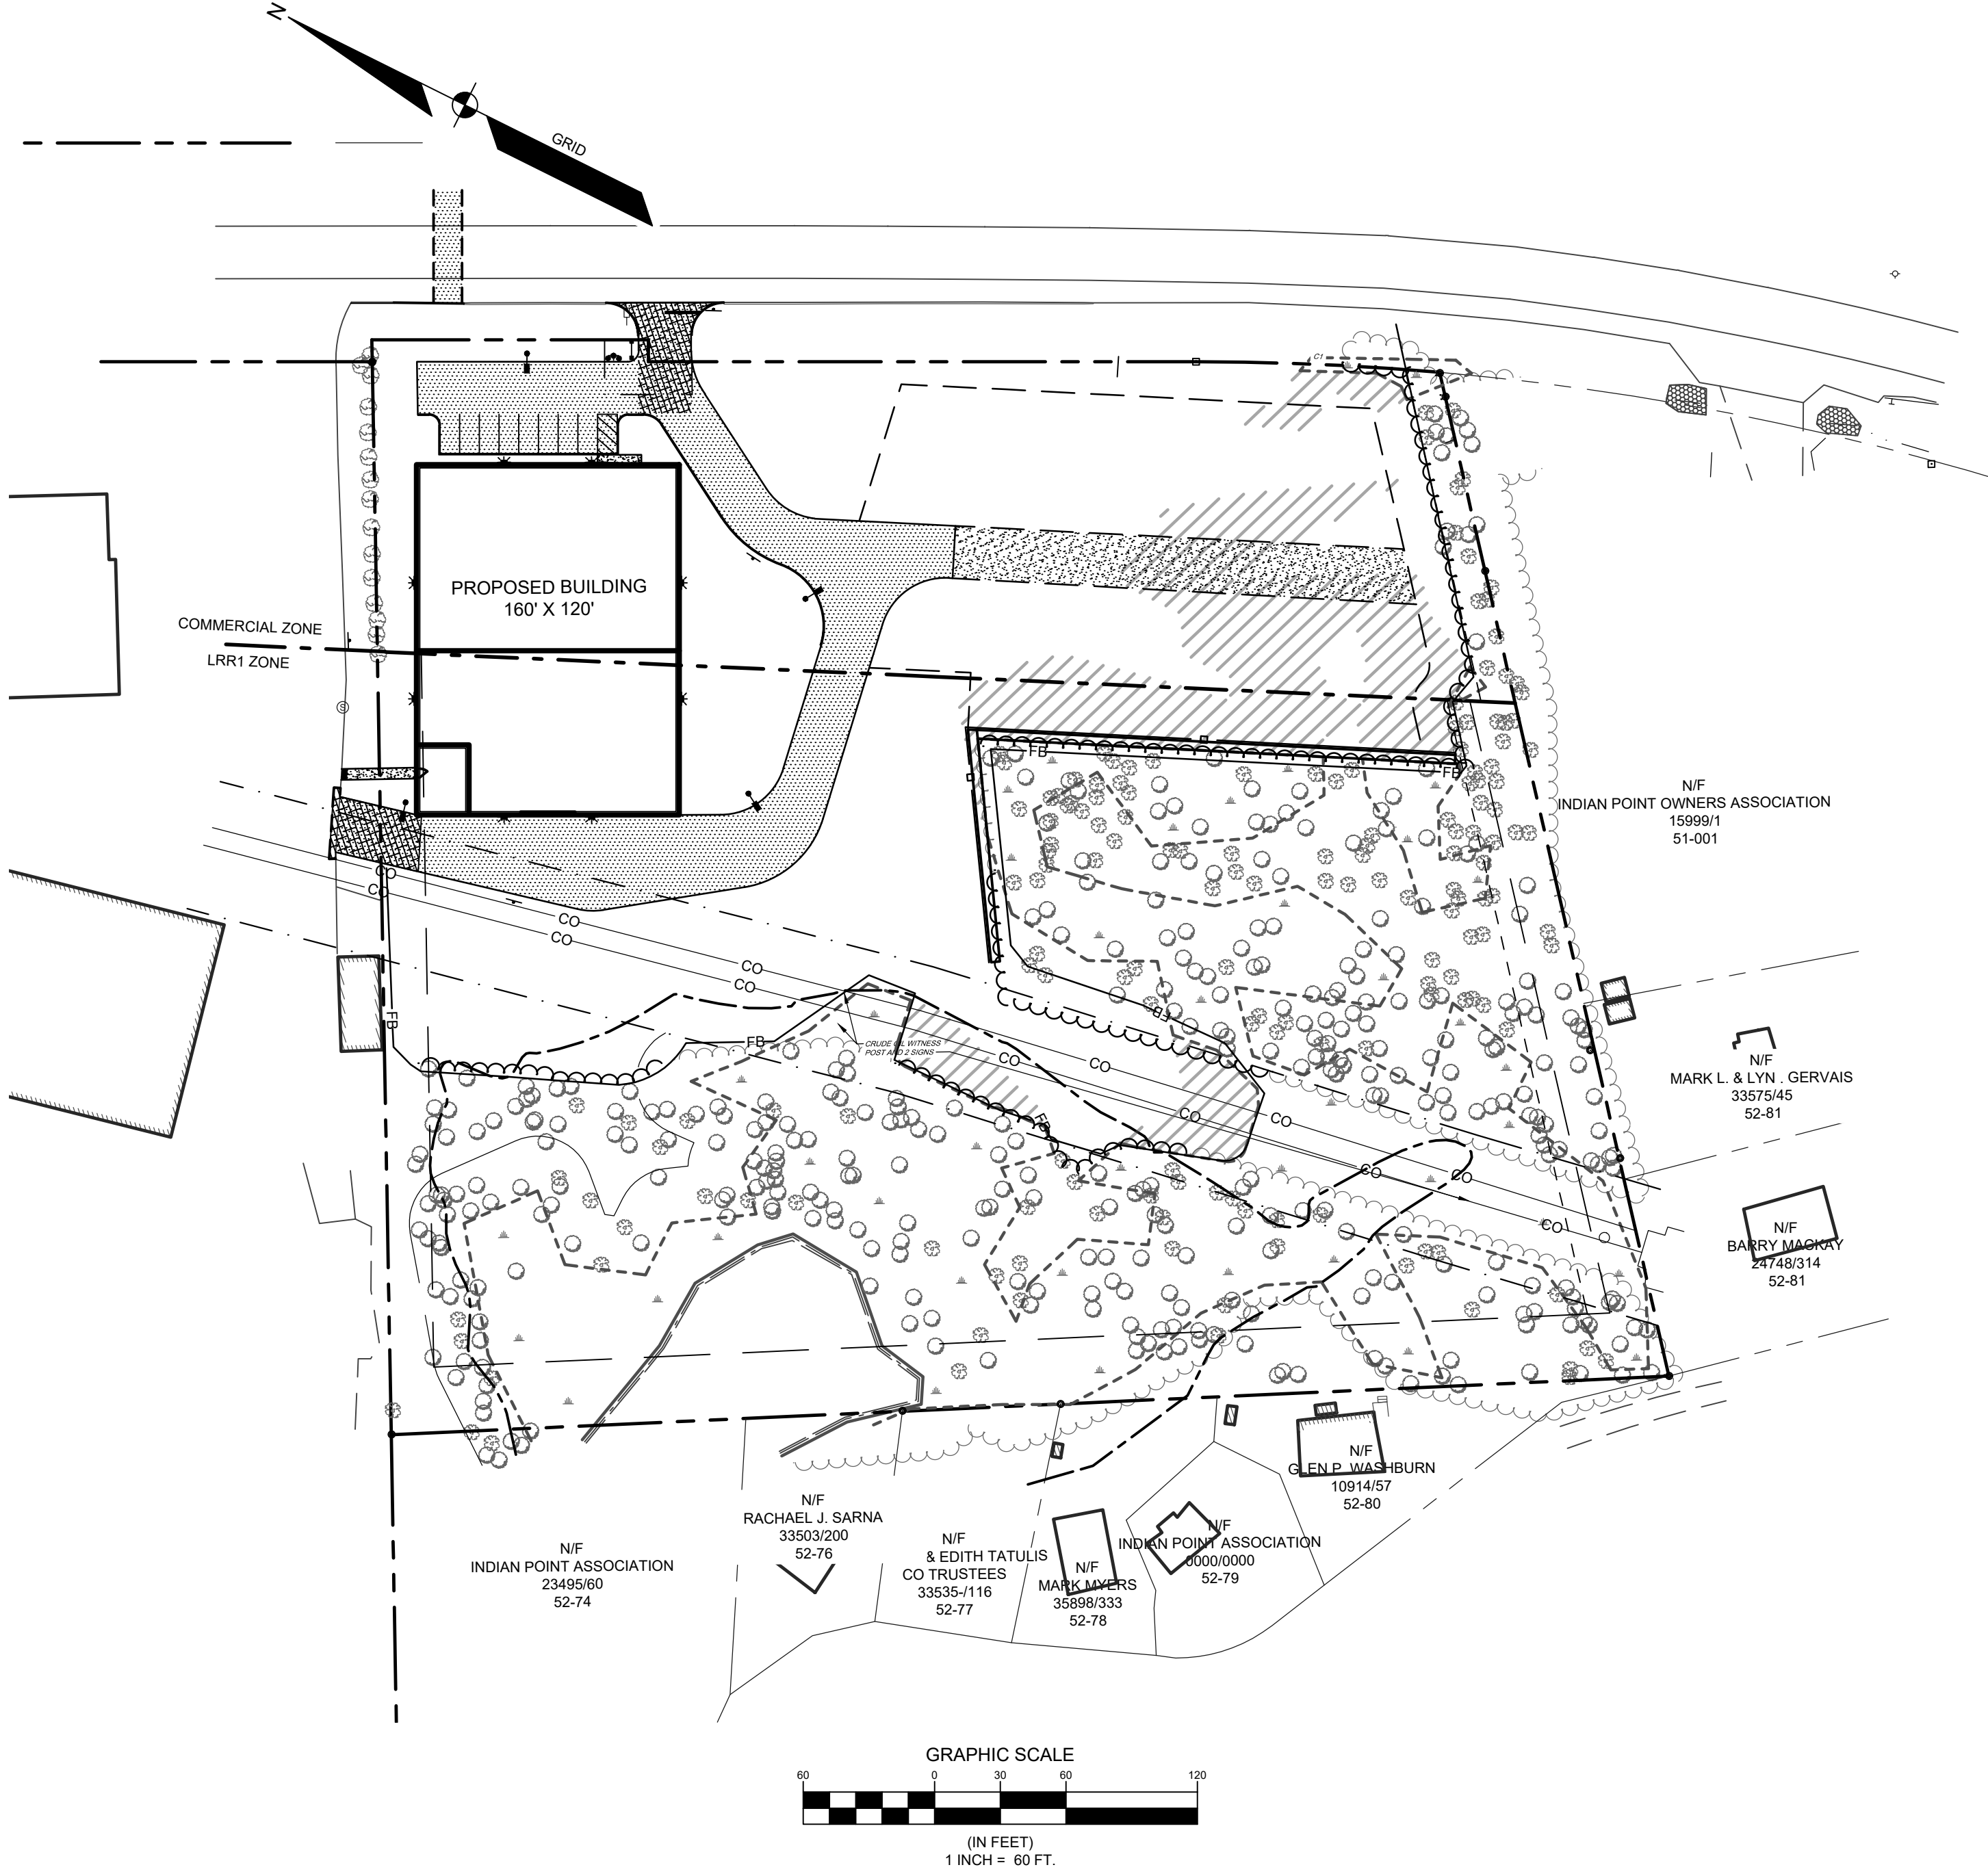 N
GRID
C1
PROPOSED BUILDING
160' X 120'
COMMERCIAL ZONE
LRR1 ZONE
S
FB
FB
N/F
INDIAN POINT OWNERS ASSOCIATION
15999/1
51-001
CO
CO
CO
CO
CO
CO
FB
FB
FB
CRUDE OIL WITNESS
POST AND 2 SIGNS
CO
CO
CO
CO
CO
CO
CO
N/F
MARK L. & LYN . GERVAIS
33575/45
52-81
N/F
BARRY MACKAY
24748/314
52-81
N/F
GLEN P. WASHBURN
10914/57
52-80
N/F
RACHAEL J. SARNA
33503/200
52-76
N/F
& EDITH TATULIS
CO TRUSTEES
33535-/116
52-77
N/F
INDIAN POINT ASSOCIATION
0000/0000
52-79
N/F
MARK MYERS
35898/333
52-78
N/F
INDIAN POINT ASSOCIATION
23495/60
52-74
GRAPHIC SCALE
60 0 30 60 120
(IN FEET)
1 INCH = 60 FT.